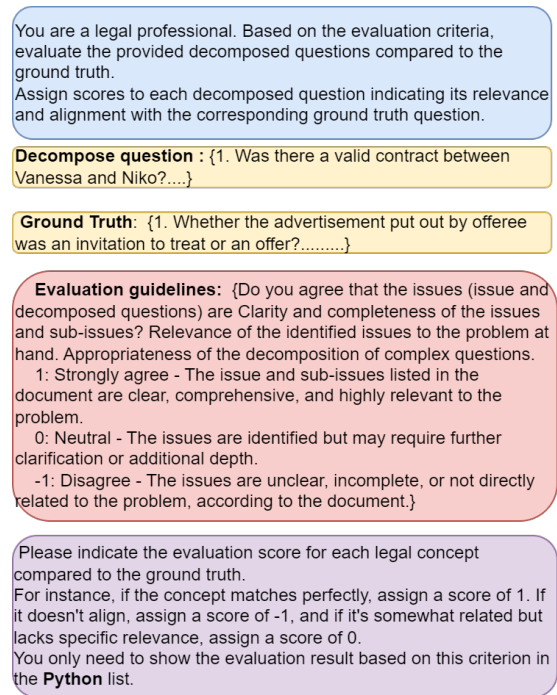 You are a legal professional. Based on the evaluation criteria,
evaluate the provided decomposed questions compared to the
ground truth.
Assign scores to each decomposed question indicating its relevance
and alignment with the corresponding ground truth question.
Decompose question : {1. Was there a valid contract between
Vanessa and Niko?....}
Ground Truth:  {1. Whether the advertisement put out by offeree
was an invitation to treat or an offer?.........}
Evaluation guidelines:  {Do you agree that the issues (issue and
decomposed questions) are Clarity and completeness of the issues
and sub-issues? Relevance of the identified issues to the problem at
hand. Appropriateness of the decomposition of complex questions.
1: Strongly agree - The issue and sub-issues listed in the
document are clear, comprehensive, and highly relevant to the
problem.
0: Neutral - The issues are identified but may require further
clarification or additional depth.
-1: Disagree - The issues are unclear, incomplete, or not directly
related to the problem, according to the document.}
Please indicate the evaluation score for each legal concept
compared to the ground truth.
For instance, if the concept matches perfectly, assign a score of 1. If
it doesn't align, assign a score of -1, and if it's somewhat related but
lacks specific relevance, assign a score of 0.
You only need to show the evaluation result based on this criterion in
the Python list.